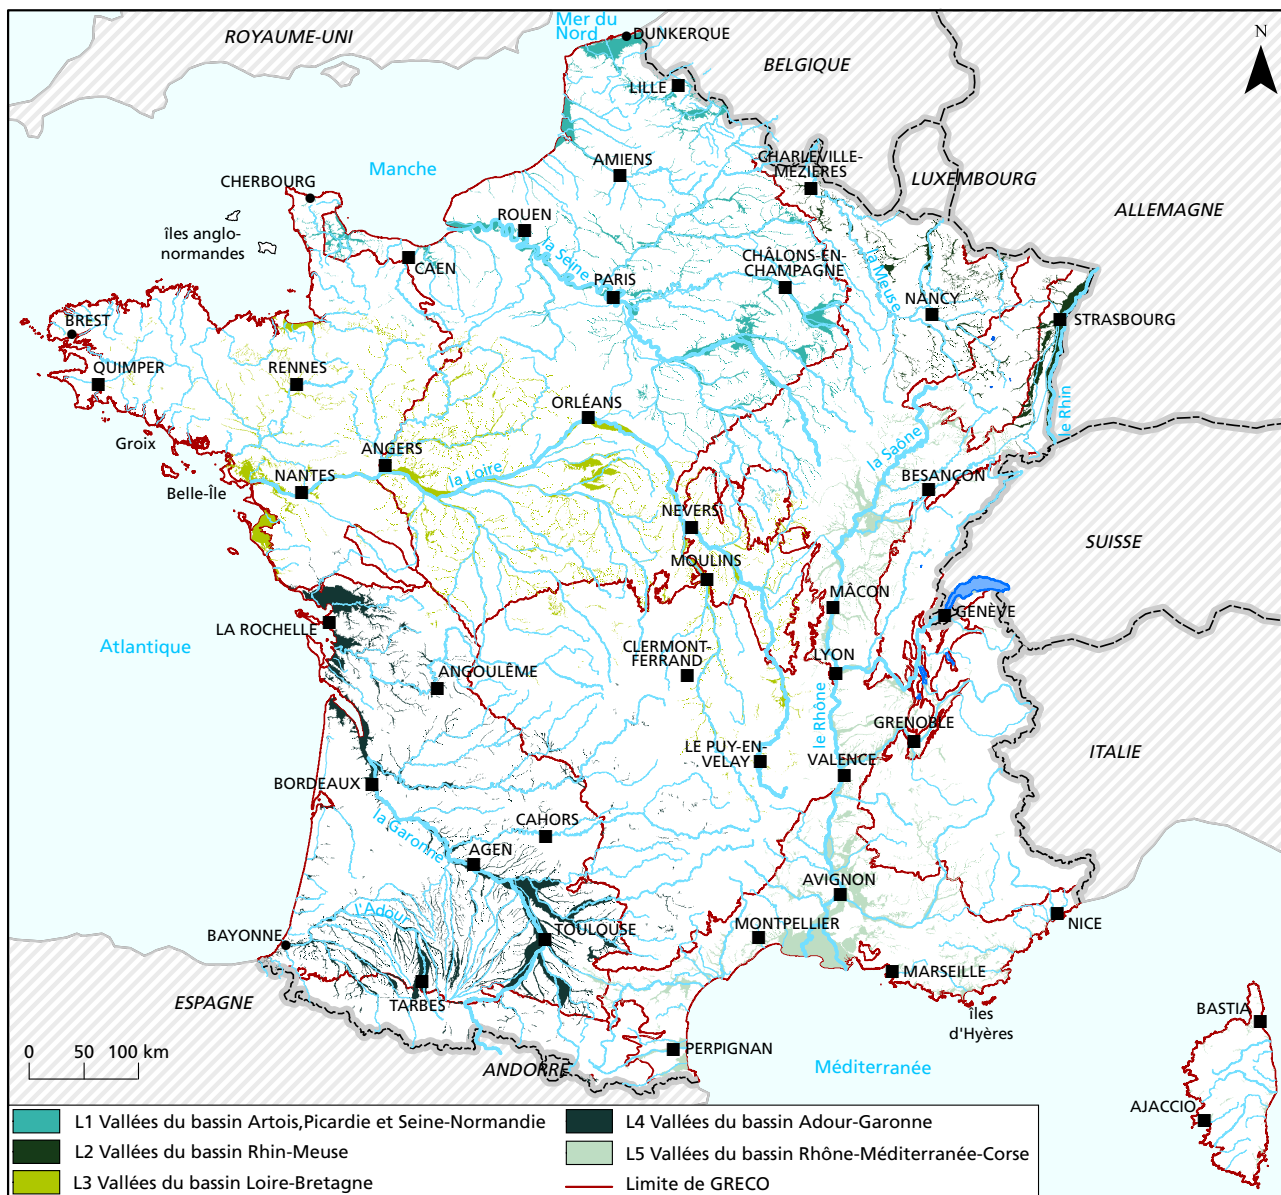 ROYAUME-UNI
Mer du
Nord
DUNKERQUE
BELGIQUE
N
LILLE
Manche
AMIENS
CHARLEVILLE-
MÉZIÈRES
LUXEMBOURG
CHERBOURG
ALLEMAGNE
îles anglo-
normandes
ROUEN
la Seine
CAEN
CHÂLONS-EN-
CHAMPAGNE
la Meuse
PARIS
NANCY
STRASBOURG
BREST
QUIMPER
RENNES
ORLÉANS
le Rhin
Groix
ANGERS
la Loire
la Saône
BESANÇON
Belle-Île
NANTES
NEVERS
SUISSE
MOULINS
MÂCON
GENÈVE
LA ROCHELLE
Atlantique
CLERMONT-
FERRAND
LYON
ANGOULÊME
le Rhône
GRENOBLE
LE PUY-EN-
VELAY
VALENCE
ITALIE
BORDEAUX
la Garonne
CAHORS
AGEN
AVIGNON
l'Adour
BAYONNE
TOULOUSE
MONTPELLIER
NICE
MARSEILLE
ESPAGNE
TARBES
îles
d'Hyères
BASTIA
0 50 100 km
PERPIGNAN
ANDORRE
Méditerranée
AJACCIO
L1 Vallées du bassin Artois,Picardie et Seine-Normandie
L2 Vallées du bassin Rhin-Meuse
L3 Vallées du bassin Loire-Bretagne
L4 Vallées du bassin Adour-Garonne
L5 Vallées du bassin Rhône-Méditerranée-Corse
Limite de GRECO